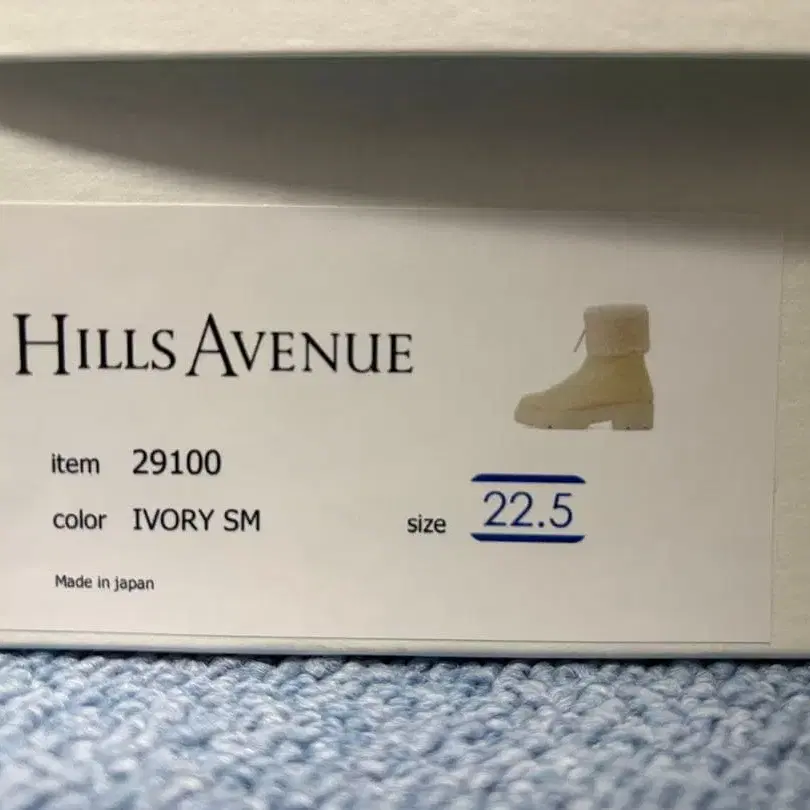 HILLS AVENUE
item 29100
color IVORY SM
size 22.5
Made in japan